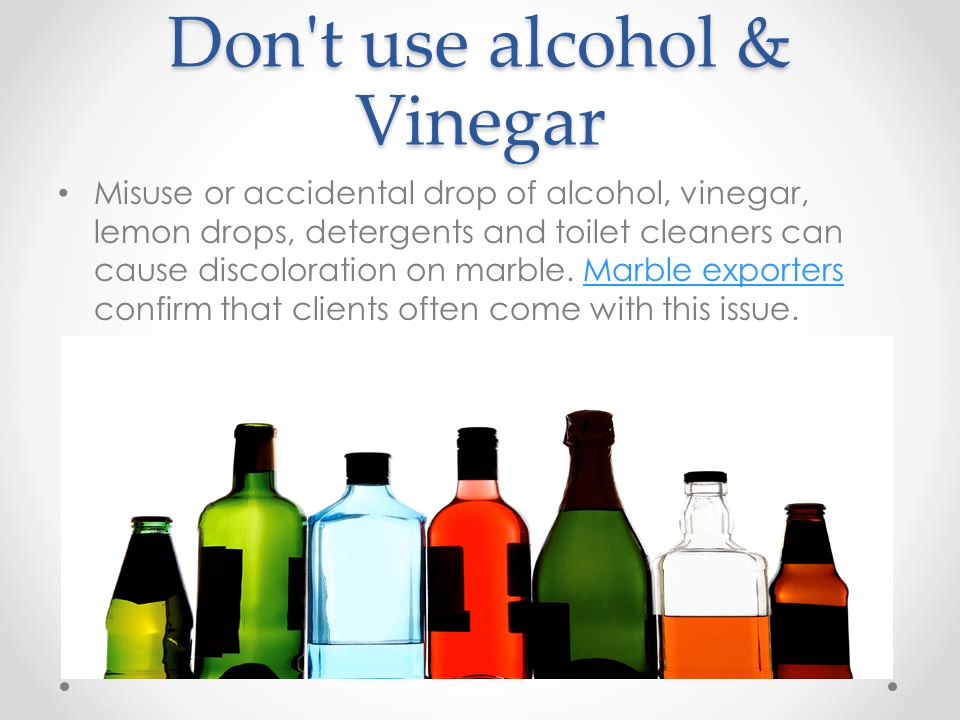 Don't use alcohol &
Vinegar
• Misuse or accidental drop of alcohol, vinegar,
lemon drops, detergents and toilet cleaners can
cause discoloration on marble. Marble exporters
confirm that clients often come with this issue.